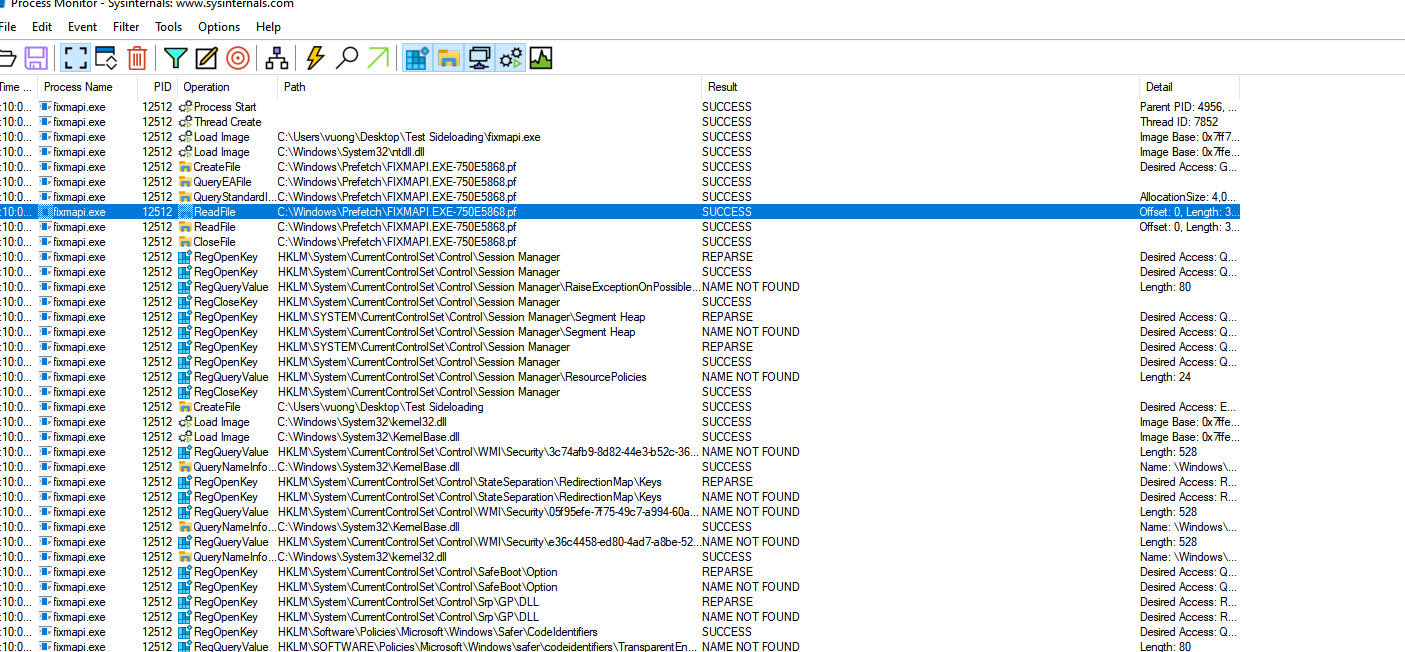 Process Monitor - Sysinternals: www.sysinternals.com
File Edit Event Filter Tools Options Help
Time ... Process Name PID Operation Path Result Detail
:10:0... fixmapi.exe 12512 Process Start SUCCESS Parent PID: 4956, ...
:10:0... fixmapi.exe 12512 Thread Create SUCCESS Thread ID: 7852
:10:0... fixmapi.exe 12512 Load Image C:\Users\vuong\Desktop\Test Sideloading\fixmapi.exe SUCCESS Image Base: 0x7ff7...
:10:0... fixmapi.exe 12512 Load Image C:\Windows\System32\ntdll.dll SUCCESS Image Base: 0x7ffe...
:10:0... fixmapi.exe 12512 CreateFile C:\Windows\Prefetch\FIXMAPI.EXE-750E5868.pf SUCCESS Desired Access: G...
:10:0... fixmapi.exe 12512 QueryEAFile C:\Windows\Prefetch\FIXMAPI.EXE-750E5868.pf SUCCESS
:10:0... fixmapi.exe 12512 QueryStandardI... C:\Windows\Prefetch\FIXMAPI.EXE-750E5868.pf SUCCESS AllocationSize: 4,0...
:10:0... fixmapi.exe 12512 ReadFile C:\Windows\Prefetch\FIXMAPI.EXE-750E5868.pf SUCCESS Offset: 0, Length: 3...
:10:0... fixmapi.exe 12512 ReadFile C:\Windows\Prefetch\FIXMAPI.EXE-750E5868.pf SUCCESS Offset: 0, Length: 3...
:10:0... fixmapi.exe 12512 CloseFile C:\Windows\Prefetch\FIXMAPI.EXE-750E5868.pf SUCCESS
:10:0... fixmapi.exe 12512 RegOpenKey HKLM\System\CurrentControlSet\Control\Session Manager REPARSE Desired Access: Q...
:10:0... fixmapi.exe 12512 RegOpenKey HKLM\System\CurrentControlSet\Control\Session Manager SUCCESS Desired Access: Q...
:10:0... fixmapi.exe 12512 RegQueryValue HKLM\System\CurrentControlSet\Control\Session Manager\RaiseExceptionOnPossible... NAME NOT FOUND Length: 80
:10:0... fixmapi.exe 12512 RegCloseKey HKLM\System\CurrentControlSet\Control\Session Manager SUCCESS
:10:0... fixmapi.exe 12512 RegOpenKey HKLM\SYSTEM\CurrentControlSet\Control\Session Manager\Segment Heap REPARSE Desired Access: Q...
:10:0... fixmapi.exe 12512 RegOpenKey HKLM\System\CurrentControlSet\Control\Session Manager\Segment Heap NAME NOT FOUND Desired Access: Q...
:10:0... fixmapi.exe 12512 RegOpenKey HKLM\SYSTEM\CurrentControlSet\Control\Session Manager REPARSE Desired Access: Q...
:10:0... fixmapi.exe 12512 RegOpenKey HKLM\System\CurrentControlSet\Control\Session Manager SUCCESS Desired Access: Q...
:10:0... fixmapi.exe 12512 RegQueryValue HKLM\System\CurrentControlSet\Control\Session Manager\ResourcePolicies NAME NOT FOUND Length: 24
:10:0... fixmapi.exe 12512 RegCloseKey HKLM\System\CurrentControlSet\Control\Session Manager SUCCESS
:10:0... fixmapi.exe 12512 CreateFile C:\Users\vuong\Desktop\Test Sideloading SUCCESS Desired Access: E...
:10:0... fixmapi.exe 12512 Load Image C:\Windows\System32\kernel32.dll SUCCESS Image Base: 0x7ffe...
:10:0... fixmapi.exe 12512 Load Image C:\Windows\System32\KernelBase.dll SUCCESS Image Base: 0x7ffe...
:10:0... fixmapi.exe 12512 RegQueryValue HKLM\System\CurrentControlSet\Control\WMI\Security\3c74afb9-8d82-44e3-b52c-36... NAME NOT FOUND Length: 528
:10:0... fixmapi.exe 12512 QueryNameInfo... C:\Windows\System32\KernelBase.dll SUCCESS Name: \Windows\...
:10:0... fixmapi.exe 12512 RegOpenKey HKLM\System\CurrentControlSet\Control\StateSeparation\RedirectionMap\Keys REPARSE Desired Access: R...
:10:0... fixmapi.exe 12512 RegOpenKey HKLM\System\CurrentControlSet\Control\StateSeparation\RedirectionMap\Keys NAME NOT FOUND Desired Access: R...
:10:0... fixmapi.exe 12512 RegQueryValue HKLM\System\CurrentControlSet\Control\WMI\Security\05f95efe-7f75-49c7-a994-60a... NAME NOT FOUND Length: 528
:10:0... fixmapi.exe 12512 QueryNameInfo... C:\Windows\System32\KernelBase.dll SUCCESS Name: \Windows\...
:10:0... fixmapi.exe 12512 RegQueryValue HKLM\System\CurrentControlSet\Control\WMI\Security\e36c4458-ed80-4ad7-a8be-52... NAME NOT FOUND Length: 528
:10:0... fixmapi.exe 12512 QueryNameInfo... C:\Windows\System32\kernel32.dll SUCCESS Name: \Windows\...
:10:0... fixmapi.exe 12512 RegOpenKey HKLM\System\CurrentControlSet\Control\SafeBoot\Option REPARSE Desired Access: Q...
:10:0... fixmapi.exe 12512 RegOpenKey HKLM\System\CurrentControlSet\Control\SafeBoot\Option NAME NOT FOUND Desired Access: Q...
:10:0... fixmapi.exe 12512 RegOpenKey HKLM\System\CurrentControlSet\Control\Srp\GP\DLL REPARSE Desired Access: R...
:10:0... fixmapi.exe 12512 RegOpenKey HKLM\System\CurrentControlSet\Control\Srp\GP\DLL NAME NOT FOUND Desired Access: R...
:10:0... fixmapi.exe 12512 RegOpenKey HKLM\Software\Policies\Microsoft\Windows\Safer\CodeIdentifiers SUCCESS Desired Access: Q...
:10:0... fixmapi.exe 12512 RegQueryValue HKLM\SOFTWARE\Policies\Microsoft\Windows\safer\codeidentifiers\TransparentEn... NAME NOT FOUND Length: 80